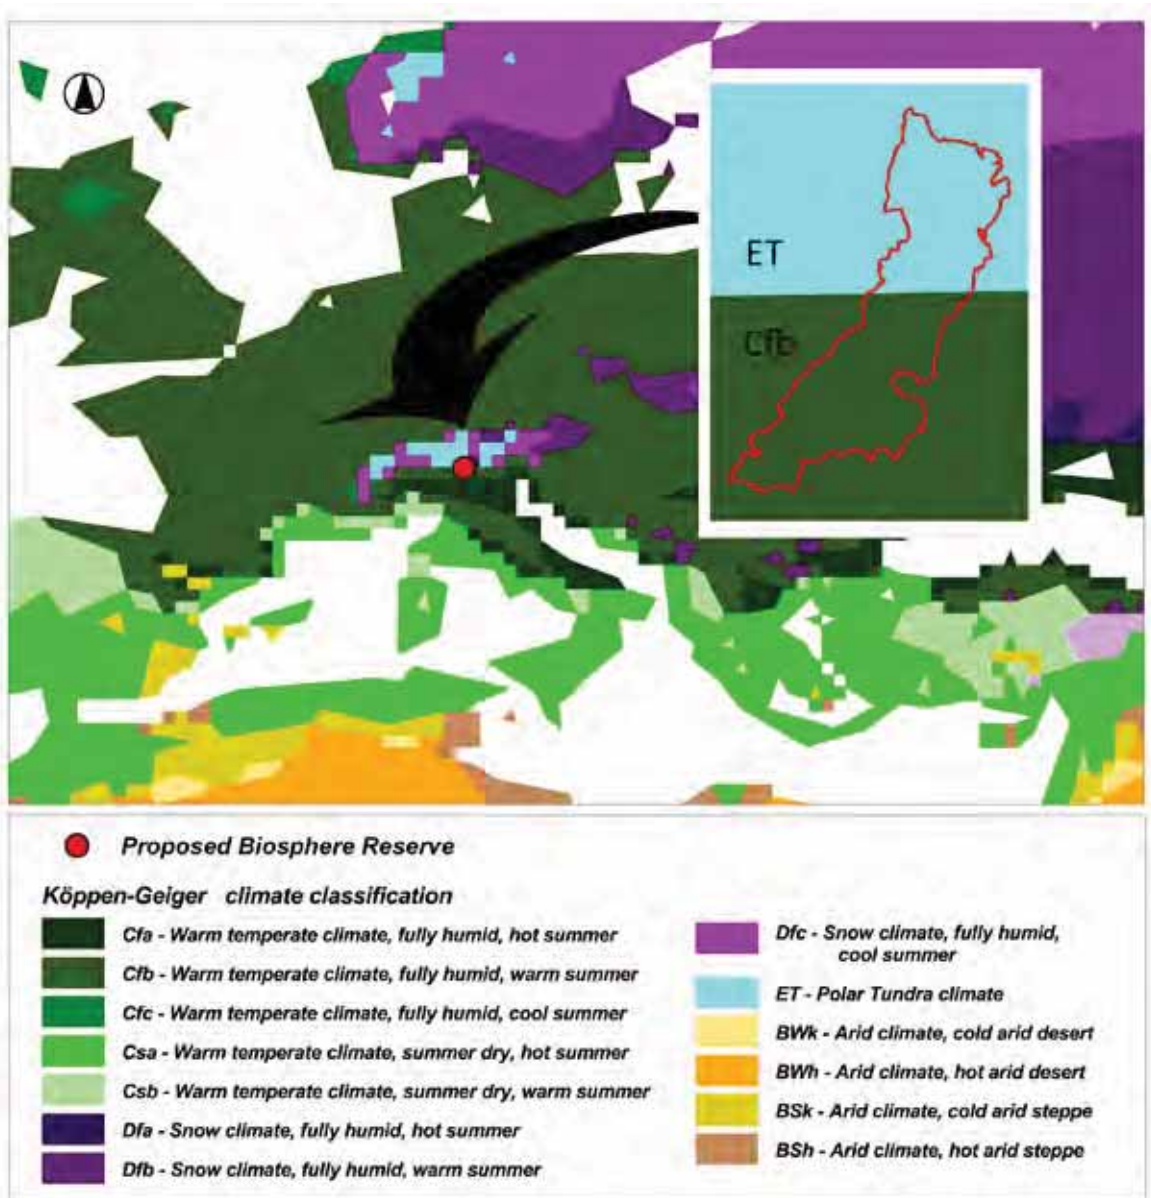 ET
Cfb
Proposed Biosphere Reserve
Köppen-Geiger climate classification
Cfa - Warm temperate climate, fully humid, hot summer
Cfb - Warm temperate climate, fully humid, warm summer
Cfc - Warm temperate climate, fully humid, cool summer
Csa - Warm temperate climate, summer dry, hot summer
Csb - Warm temperate climate, summer dry, warm summer
Dfa - Snow climate, fully humid, hot summer
Dfb - Snow climate, fully humid, warm summer
Dfc - Snow climate, fully humid,
cool summer
ET - Polar Tundra climate
BWk - Arid climate, cold arid desert
BWh - Arid climate, hot arid desert
BSk - Arid climate, cold arid steppe
BSh - Arid climate, hot arid steppe